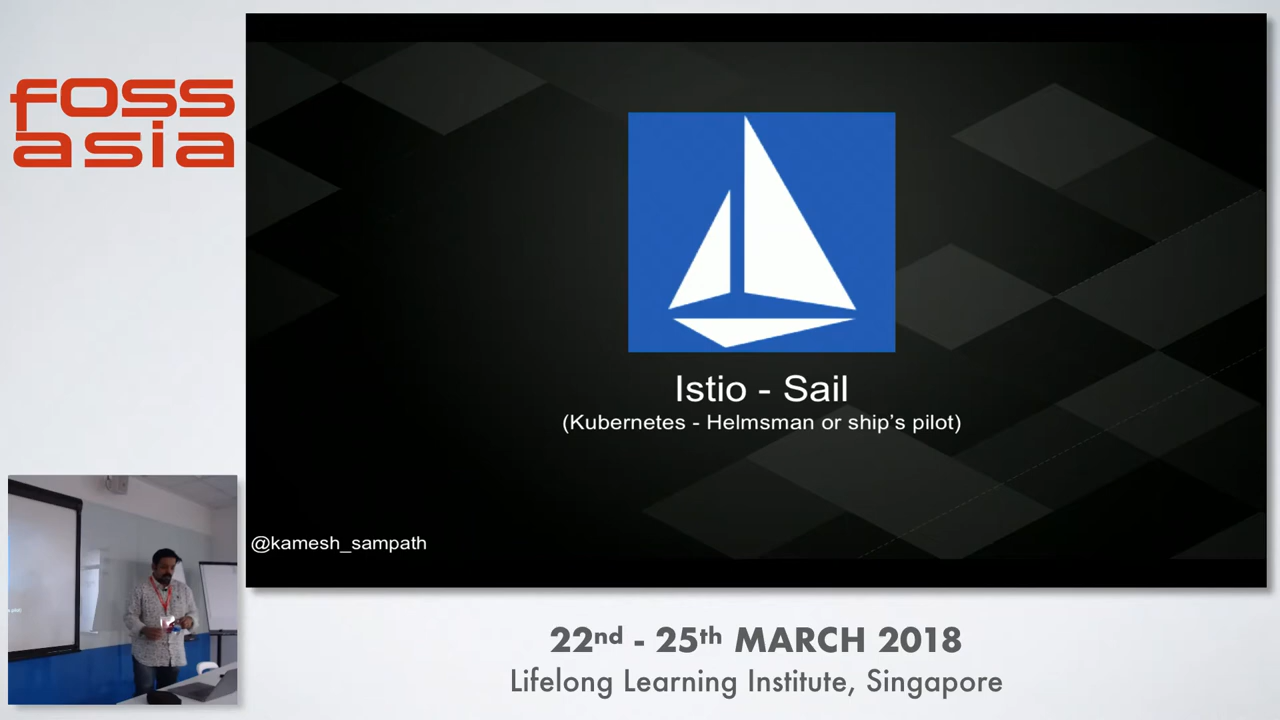 foss
asia
Istio - Sail
(Kubernetes - Helmsman or ship's pilot)
@kamesh_sampath
22nd - 25th MARCH 2018
Lifelong Learning Institute, Singapore